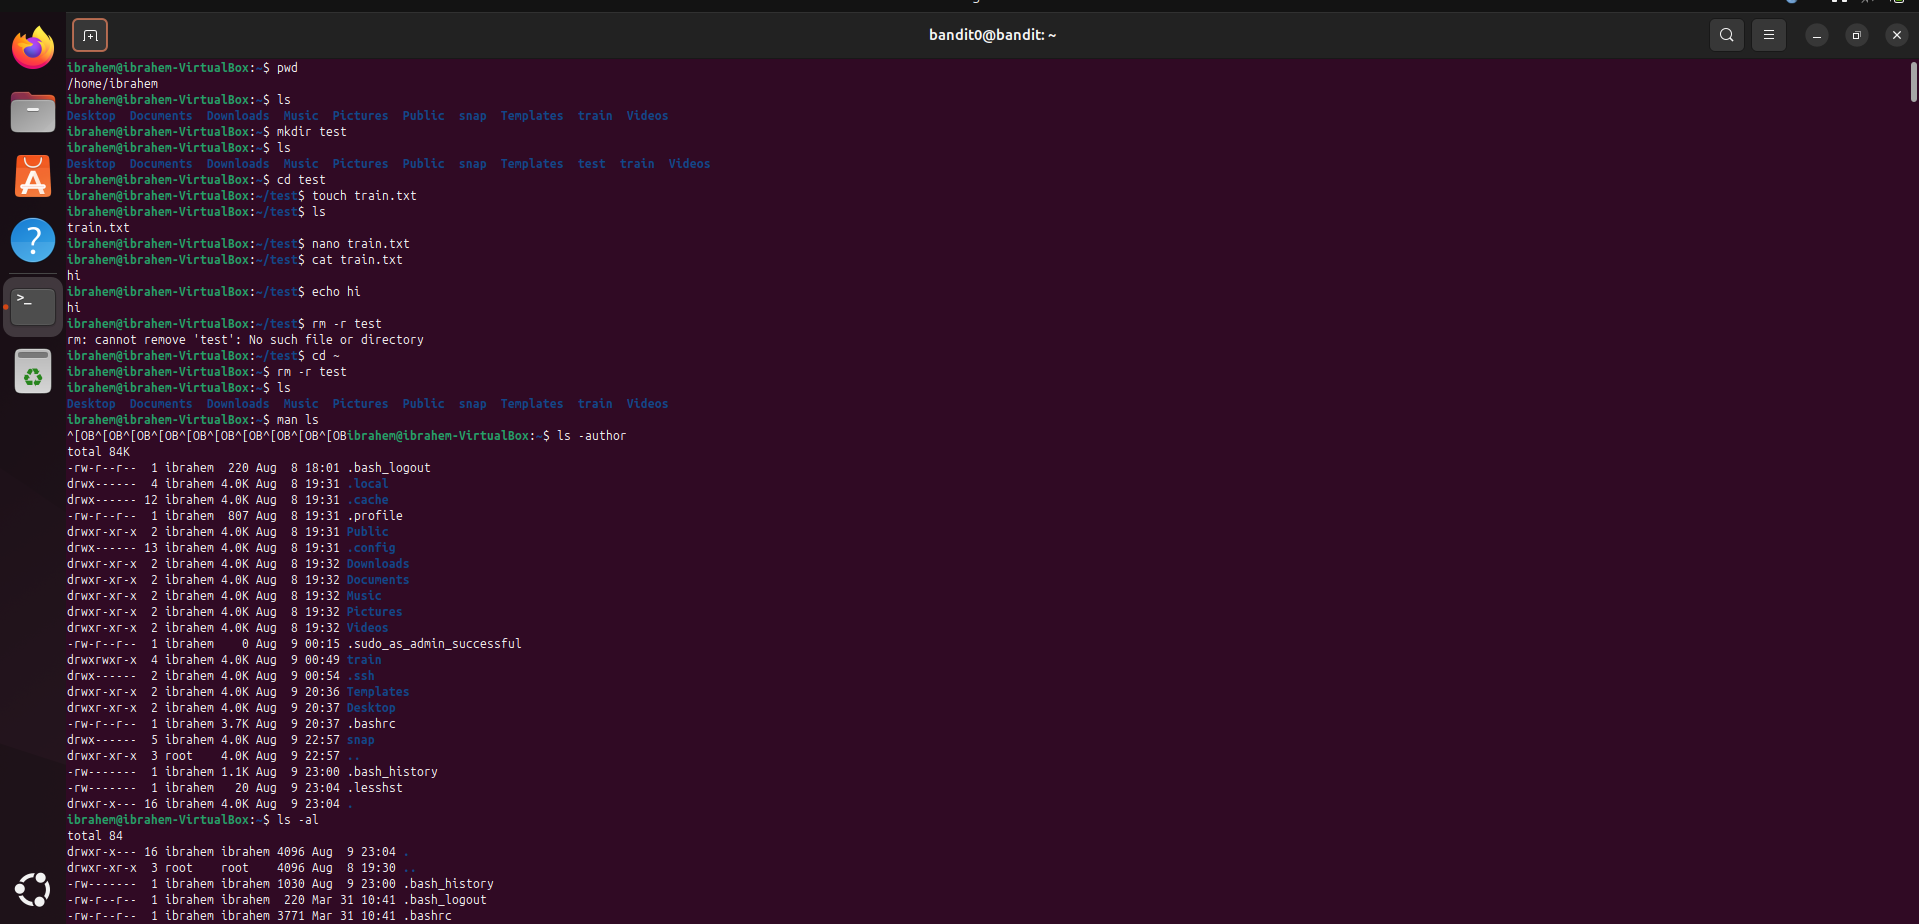 bandit0@bandit: ~
ibrahem@ibrahem-VirtualBox:~$ pwd
/home/ibrahem
ibrahem@ibrahem-VirtualBox:~$ ls
Desktop  Documents  Downloads  Music  Pictures  Public  snap  Templates  train  Videos
ibrahem@ibrahem-VirtualBox:~$ mkdir test
ibrahem@ibrahem-VirtualBox:~$ ls
Desktop  Documents  Downloads  Music  Pictures  Public  snap  Templates  test  train  Videos
ibrahem@ibrahem-VirtualBox:~$ cd test
ibrahem@ibrahem-VirtualBox:~/test$ touch train.txt
ibrahem@ibrahem-VirtualBox:~/test$ ls
train.txt
ibrahem@ibrahem-VirtualBox:~/test$ nano train.txt
ibrahem@ibrahem-VirtualBox:~/test$ cat train.txt
hi
ibrahem@ibrahem-VirtualBox:~/test$ echo hi
hi
ibrahem@ibrahem-VirtualBox:~/test$ rm -r test
rm: cannot remove 'test': No such file or directory
ibrahem@ibrahem-VirtualBox:~/test$ cd ~
ibrahem@ibrahem-VirtualBox:~$ rm -r test
ibrahem@ibrahem-VirtualBox:~$ ls
Desktop  Documents  Downloads  Music  Pictures  Public  snap  Templates  train  Videos
ibrahem@ibrahem-VirtualBox:~$ man ls
^[OB^[OB^[OB^[OB^[OB^[OB^[OB^[OB^[OB^[OBibrahem@ibrahem-VirtualBox:~$ ls -author
total 84K
-rw-r--r--  1 ibrahem  220 Aug  8 18:01 .bash_logout
drwx------  4 ibrahem 4.0K Aug  8 19:31 .local
drwx------ 12 ibrahem 4.0K Aug  8 19:31 .cache
-rw-r--r--  1 ibrahem  807 Aug  8 19:31 .profile
drwxr-xr-x  2 ibrahem 4.0K Aug  8 19:31 Public
drwx------ 13 ibrahem 4.0K Aug  8 19:31 .config
drwxr-xr-x  2 ibrahem 4.0K Aug  8 19:32 Downloads
drwxr-xr-x  2 ibrahem 4.0K Aug  8 19:32 Documents
drwxr-xr-x  2 ibrahem 4.0K Aug  8 19:32 Music
drwxr-xr-x  2 ibrahem 4.0K Aug  8 19:32 Pictures
drwxr-xr-x  2 ibrahem 4.0K Aug  8 19:32 Videos
-rw-r--r--  1 ibrahem    0 Aug  9 00:15 .sudo_as_admin_successful
drwxrwxr-x  4 ibrahem 4.0K Aug  9 00:49 train
drwx------  2 ibrahem 4.0K Aug  9 00:54 .ssh
drwxr-xr-x  2 ibrahem 4.0K Aug  9 20:36 Templates
drwxr-xr-x  2 ibrahem 4.0K Aug  9 20:37 Desktop
-rw-r--r--  1 ibrahem 3.7K Aug  9 20:37 .bashrc
drwx------  5 ibrahem 4.0K Aug  9 22:57 snap
drwxr-xr-x  3 root    4.0K Aug  9 22:57 ..
-rw-------  1 ibrahem 1.1K Aug  9 23:00 .bash_history
-rw-------  1 ibrahem   20 Aug  9 23:04 .lesshst
drwxr-x--- 16 ibrahem 4.0K Aug  9 23:04 .
ibrahem@ibrahem-VirtualBox:~$ ls -al
total 84
drwxr-x--- 16 ibrahem ibrahem 4096 Aug  9 23:04 .
drwxr-xr-x  3 root    root    4096 Aug  8 19:30 ..
-rw-------  1 ibrahem ibrahem 1030 Aug  9 23:00 .bash_history
-rw-r--r--  1 ibrahem ibrahem  220 Mar 31 10:41 .bash_logout
-rw-r--r--  1 ibrahem ibrahem 3771 Mar 31 10:41 .bashrc